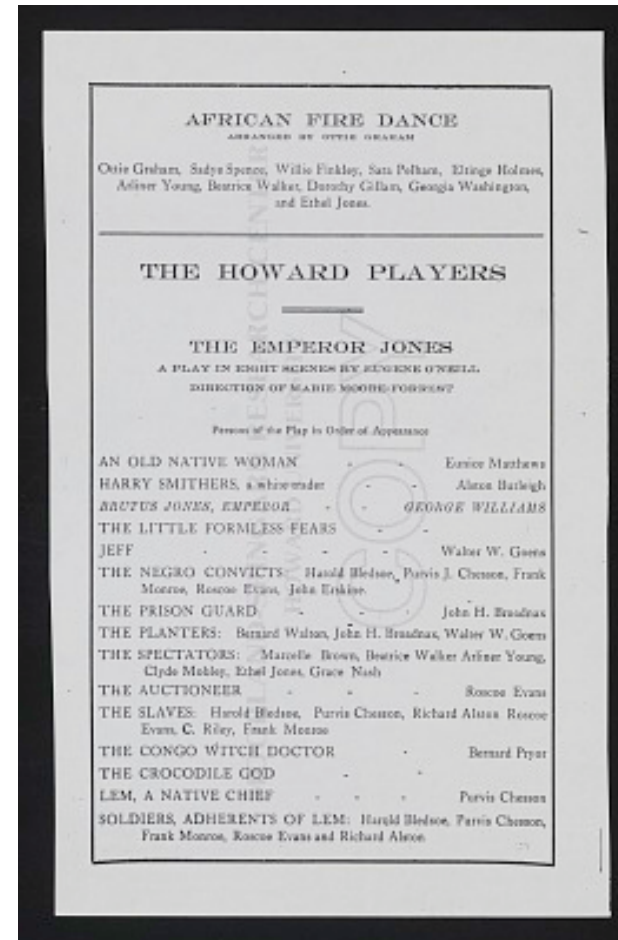 AFRICAN FIRE DANCE
ARRANGED BY OTTIE GRAHAM
Ottie Graham, Sadye Spence, Willie Finkley, Sara Pelham, Eltinge Holmes,
Arliner Young, Beatrice Walker, Dorothy Gillam, Georgia Washington,
and Ethel Jones.
THE HOWARD PLAYERS
THE EMPEROR JONES
A PLAY IN EIGHT SCENES BY EUGENE O'NEILL
DIRECTION OF MARIE MOORE-FORREST
Persons of the Play in Order of Appearance
AN OLD NATIVE WOMAN - - Eunice Matthews
HARRY SMITHERS, a white trader - - Alston Burleigh
BRUTUS JONES, EMPEROR - - GEORGE WILLIAMS
THE LITTLE FORMLESS FEARS - -
JEFF - - - - Walter W. Goens
THE NEGRO CONVICTS: Harold Bledsoe, Purvis J. Chesson, Frank
Monroe, Roscoe Evans, John Erskine.
THE PRISON GUARD - - - John H. Broadnax
THE PLANTERS: Bernard Walton, John H. Broadnax, Walter W. Goens
THE SPECTATORS: Marcelle Brown, Beatrice Walker Arliner Young,
Clyde Mobley, Ethel Jones, Grace Nash
THE AUCTIONEER - - - Roscoe Evans
THE SLAVES: Harold Bledsoe, Purvis Chesson, Richard Alston Roscoe
Evans, C. Riley, Frank Monroe
THE CONGO WITCH DOCTOR - Bernard Pryor
THE CROCODILE GOD - -
LEM, A NATIVE CHIEF - - - Purvis Chesson
SOLDIERS, ADHERENTS OF LEM: Harold Bledsoe, Purvis Chesson,
Frank Monroe, Roscoe Evans and Richard Alston
COPY